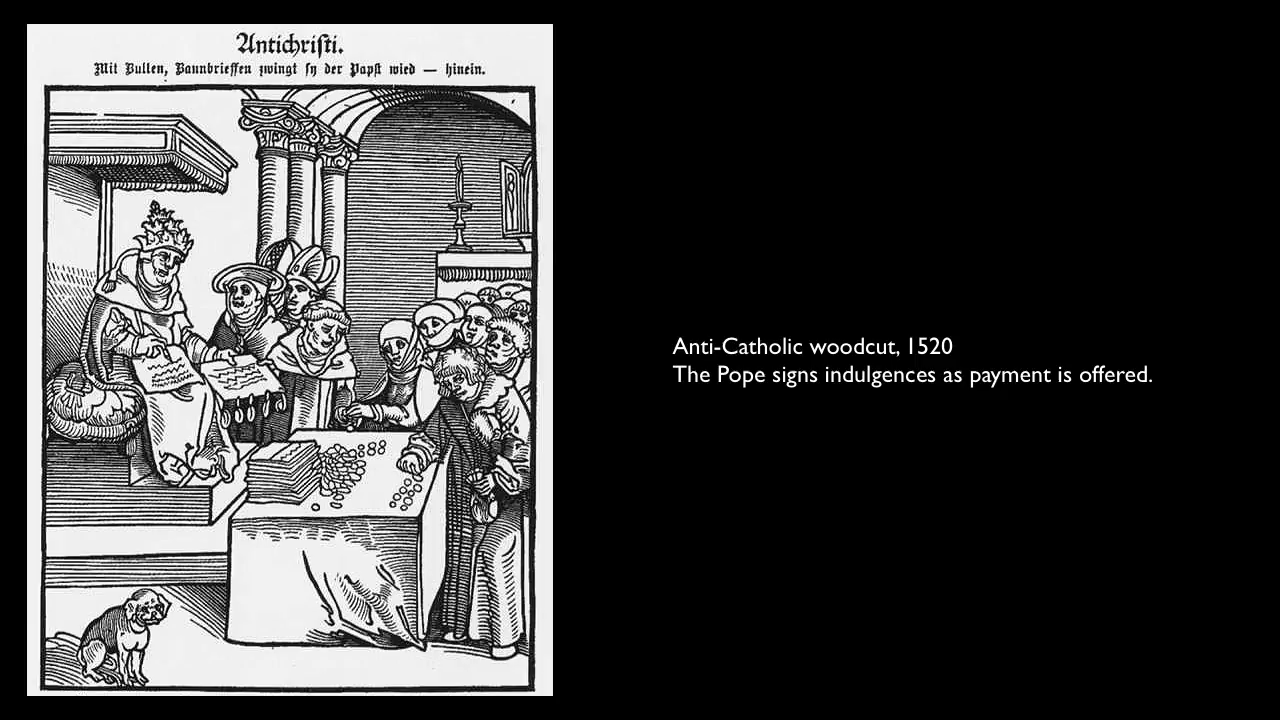 Antichristi.
Mit Bullen, Bannbrieffen zwingt sy der Papst wied — hinein.
Anti-Catholic woodcut, 1520
The Pope signs indulgences as payment is offered.